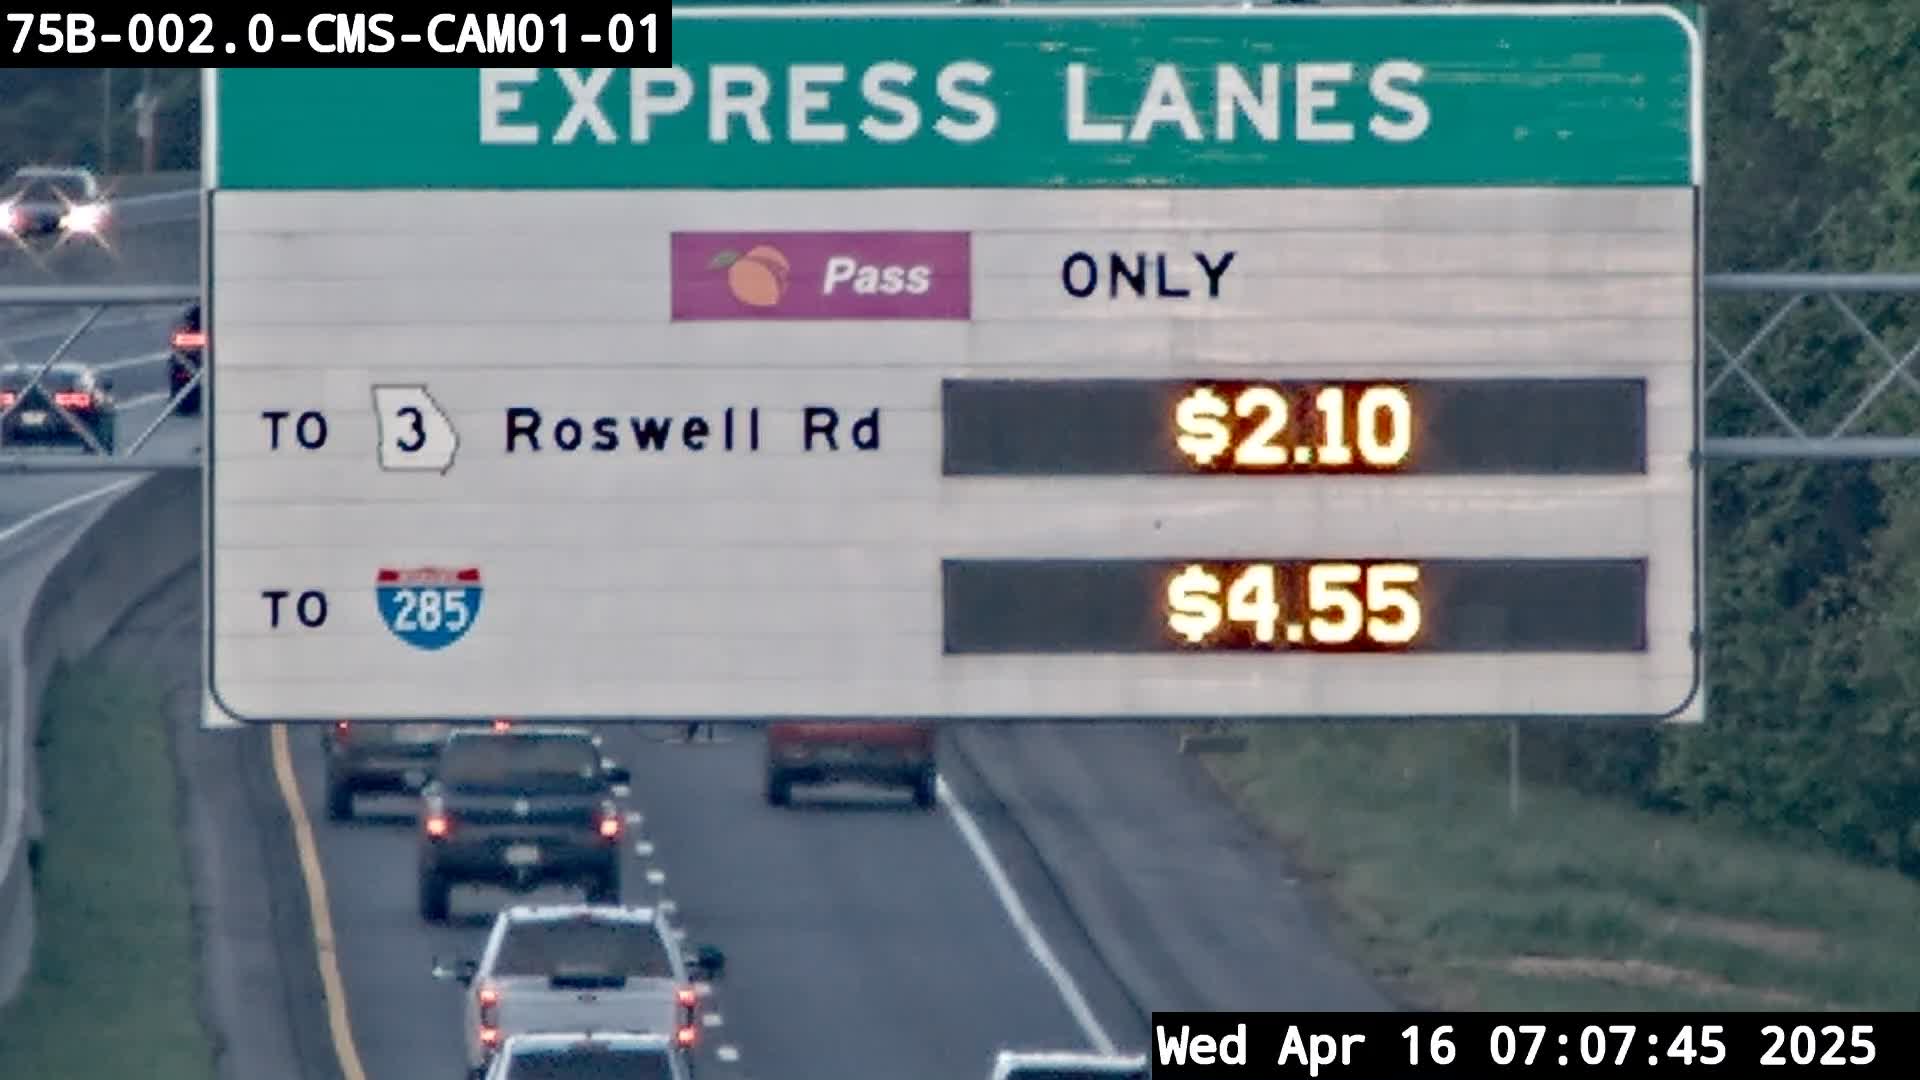 75B-002.0-CMS-CAM01-01
EXPRESS LANES
Pass ONLY
TO 3 Roswell Rd $2.10
TO 285 $4.55
Wed Apr 16 07:07:45 2025